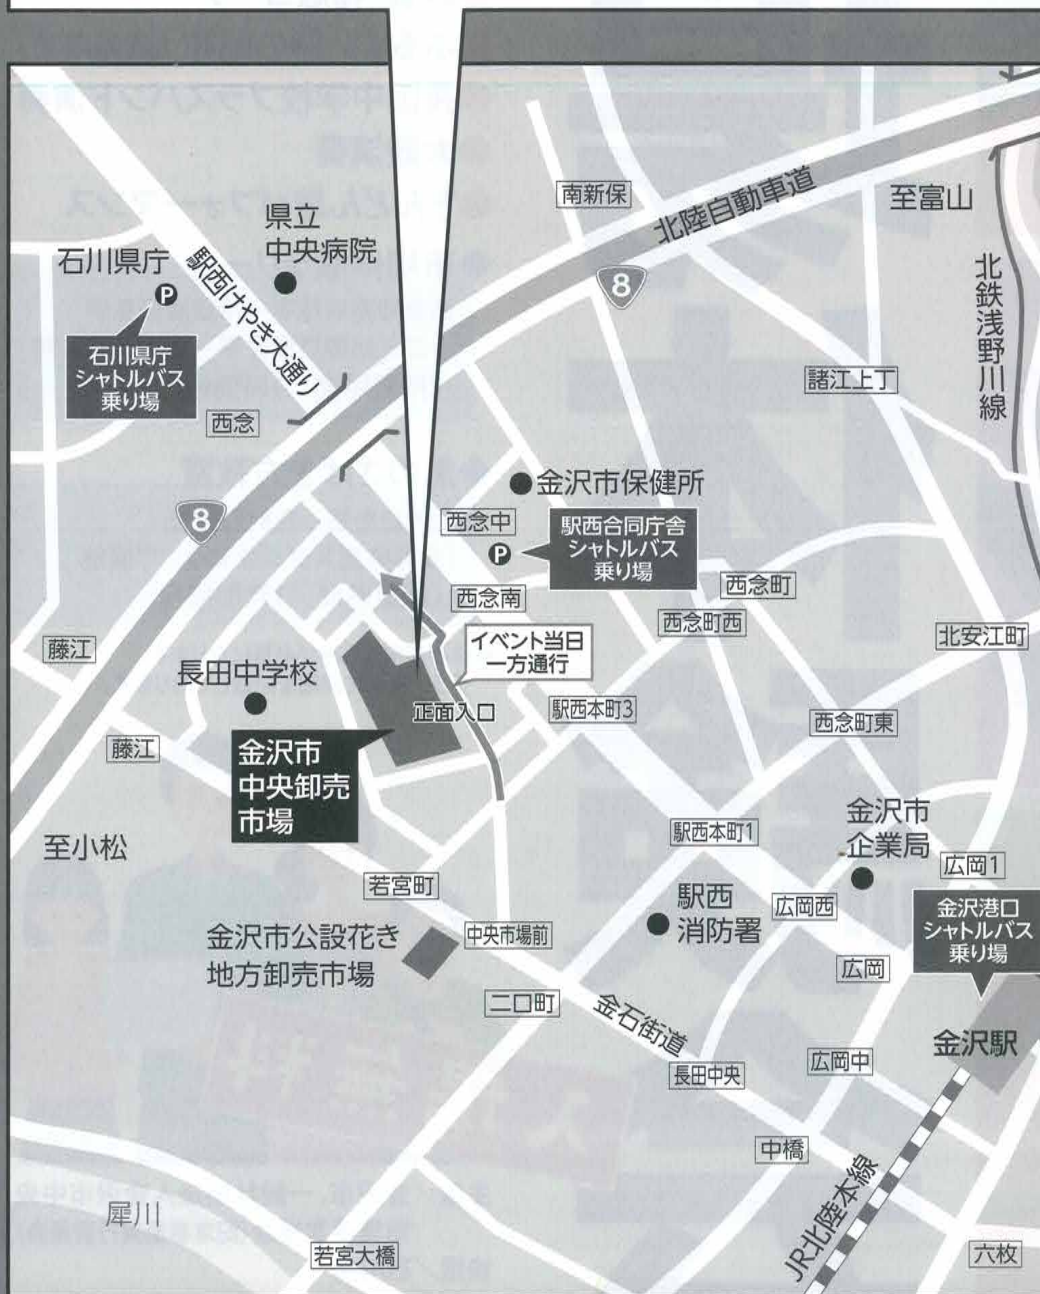 南新保
北陸自動車道
至富山
県立
中央病院
石川県庁
P
駅西けやき大通り
8
北鉄浅野川線
石川県庁
シャトルバス
乗り場
諸江上丁
西念
金沢市保健所
8
西念中
P
駅西合同庁舎
シャトルバス
乗り場
西念南
西念町
西念町西
北安江町
藤江
イベント当日
一方通行
長田中学校
正面入口
駅西本町3
西念町東
藤江
金沢市
中央卸売
市場
至小松
駅西本町1
金沢市
企業局
広岡1
若宮町
駅西
消防署
広岡西
金沢港口
シャトルバス
乗り場
金沢市公設花き
地方卸売市場
中央市場前
広岡
二口町
金石街道
金沢駅
長田中央
広岡中
中橋
JR北陸本線
犀川
若宮大橋
六枚